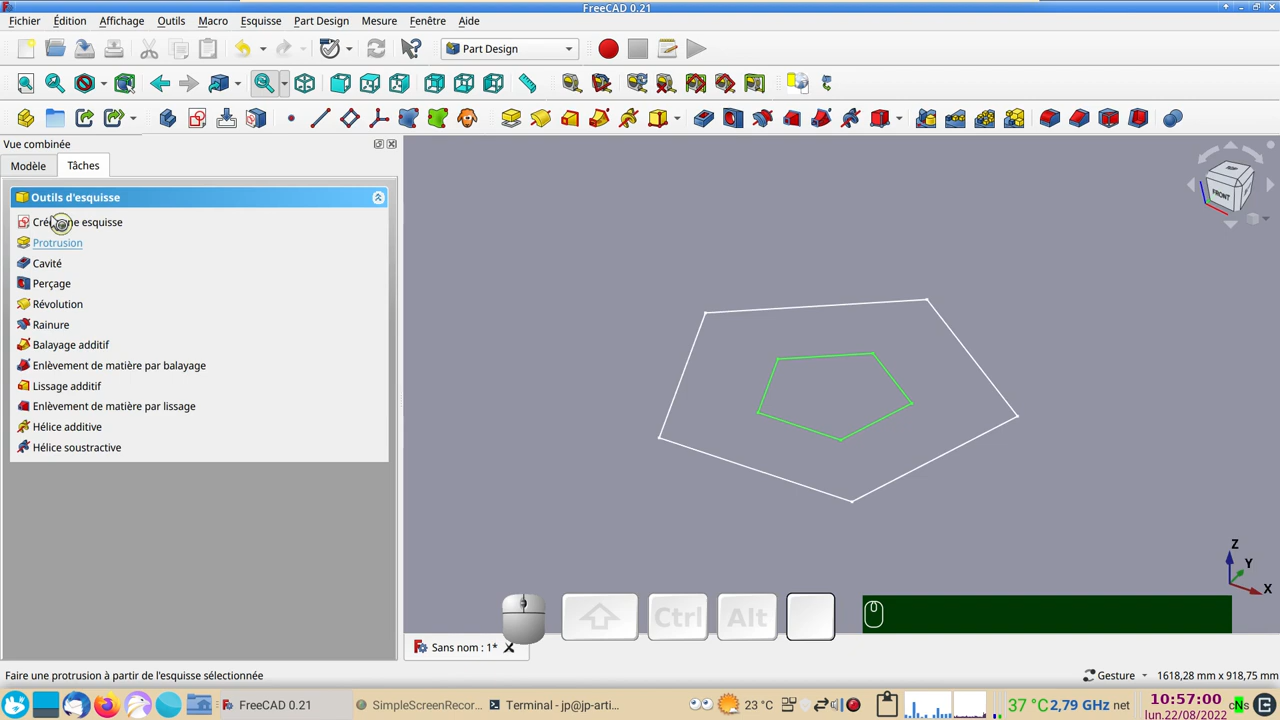 FreeCAD 0.21
Fichier Édition Affichage Outils Macro Esquisse Part Design Mesure Fenêtre Aide
Part Design
Vue combinée
Modèle Tâches
Outils d'esquisse
Protrusion
Cavité
Perçage
Révolution
Rainure
Balayage additif
Enlèvement de matière par balayage
Lissage additif
Enlèvement de matière par lissage
Hélice additive
Hélice soustractive
FRONT
Z
Y
X
Ctrl Alt
Sans nom : 1*
Faire une protrusion à partir de l'esquisse sélectionnée
Gesture 1618,28 mm x 918,75 mm
FreeCAD 0.21 SimpleScreenRecor... Terminal - jp@jp-arti... 23 °C 37 °C 2,79 GHz net 10:57:00 cNs
lun.22/08/2022